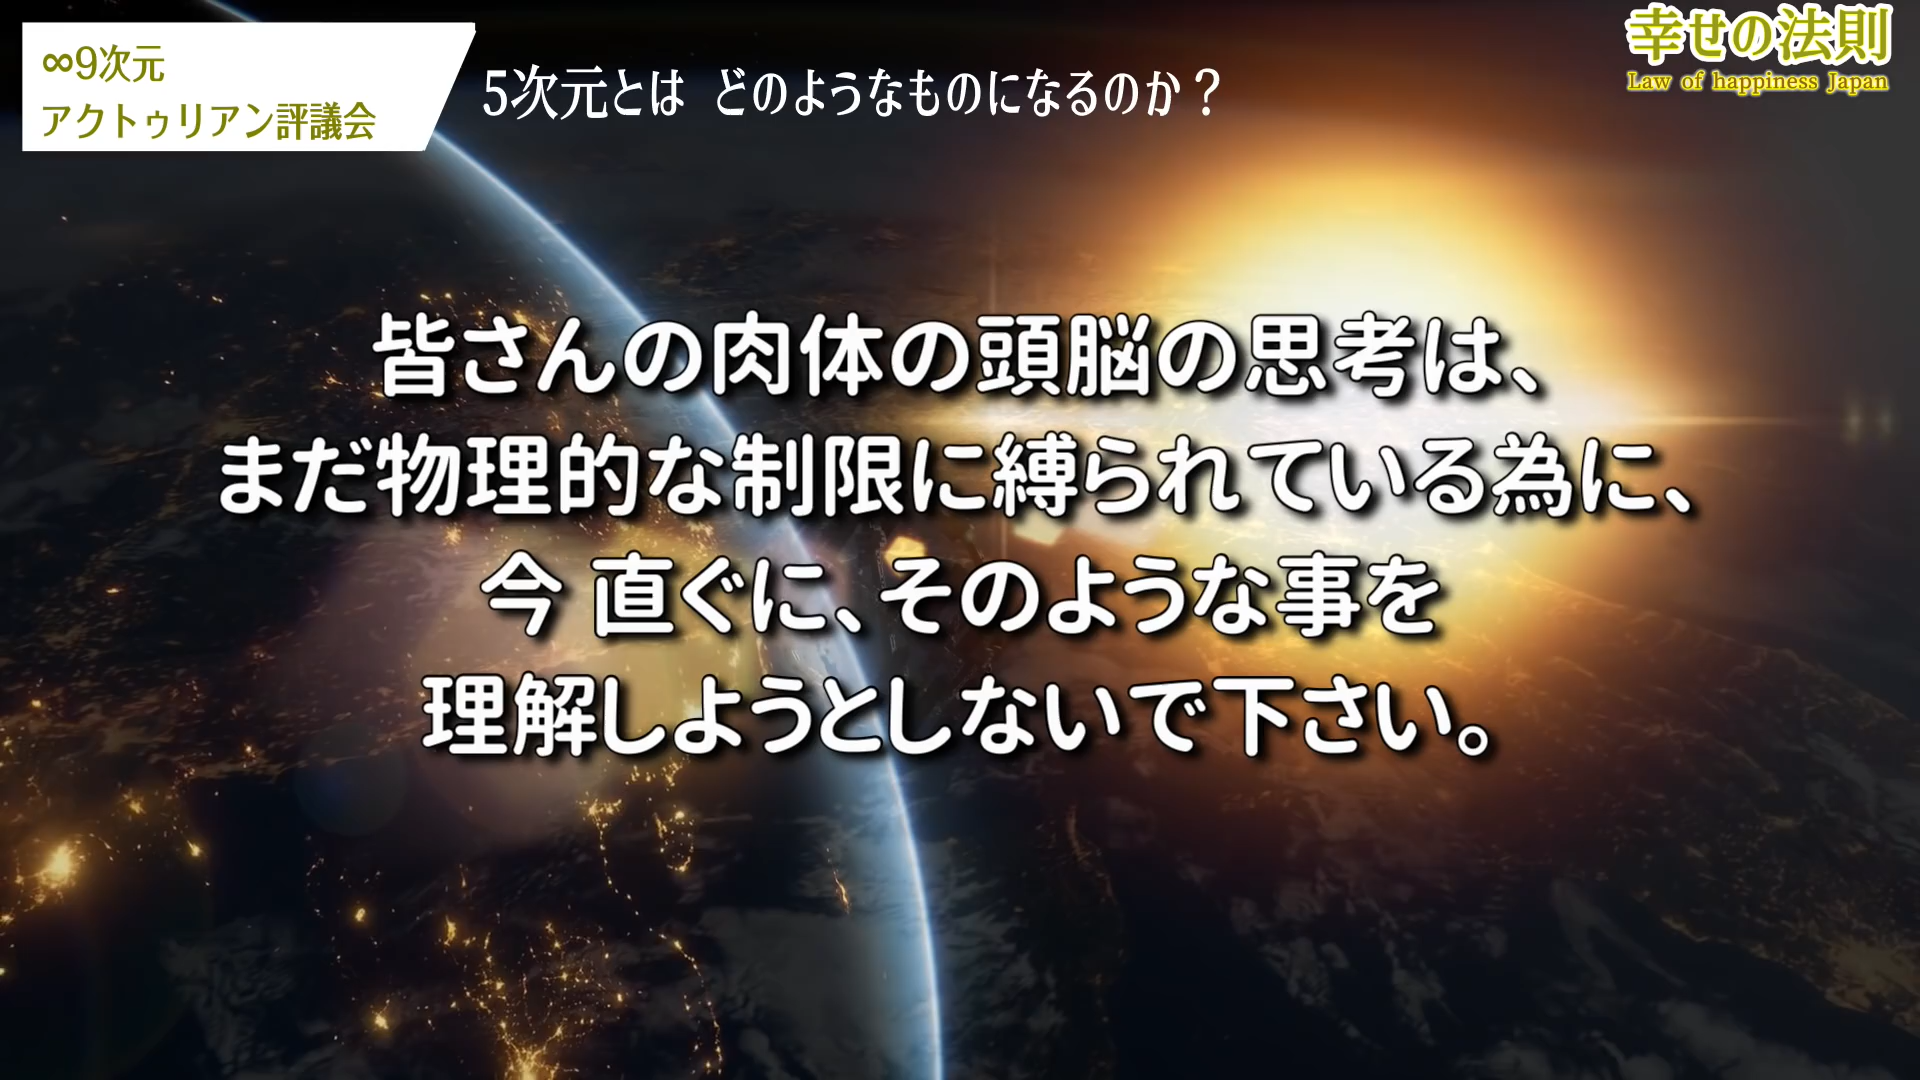 ∞9次元
アクトゥリアン評議会
5次元とは どのようなものになるのか？
幸せの法則
Law of happiness Japan
皆さんの肉体の頭脳の思考は、
まだ物理的な制限に縛られている為に、
今 直ぐに、そのような事を
理解しようとしないで下さい。